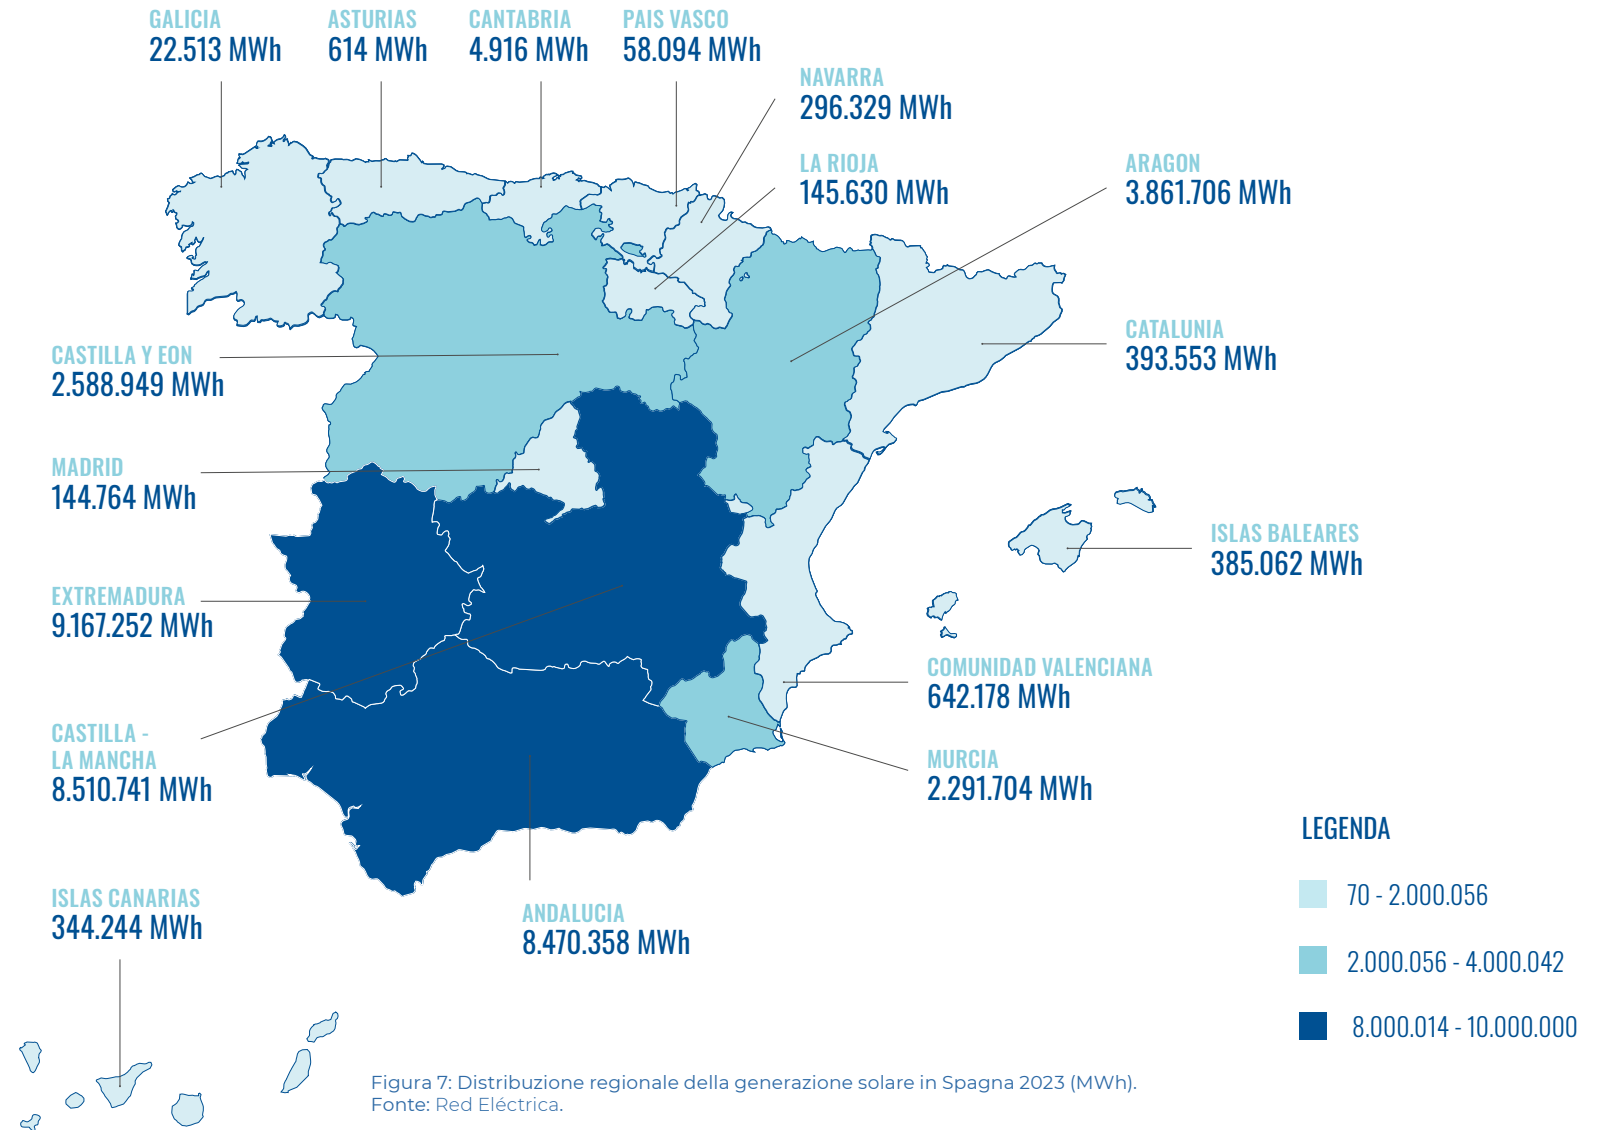 GALICIA
22.513 MWh
ASTURIAS
614 MWh
CANTABRIA
4.916 MWh
PAIS VASCO
58.094 MWh
NAVARRA
296.329 MWh
LA RIOJA
145.630 MWh
ARAGON
3.861.706 MWh
CATALUNIA
393.553 MWh
CASTILLA Y EON
2.588.949 MWh
MADRID
144.764 MWh
ISLAS BALEARES
385.062 MWh
EXTREMADURA
9.167.252 MWh
COMUNIDAD VALENCIANA
642.178 MWh
CASTILLA -
LA MANCHA
8.510.741 MWh
MURCIA
2.291.704 MWh
ISLAS CANARIAS
344.244 MWh
ANDALUCIA
8.470.358 MWh
LEGENDA
70 - 2.000.056
2.000.056 - 4.000.042
8.000.014 - 10.000.000
Figura 7: Distribuzione regionale della generazione solare in Spagna 2023 (MWh).
Fonte: Red Eléctrica.